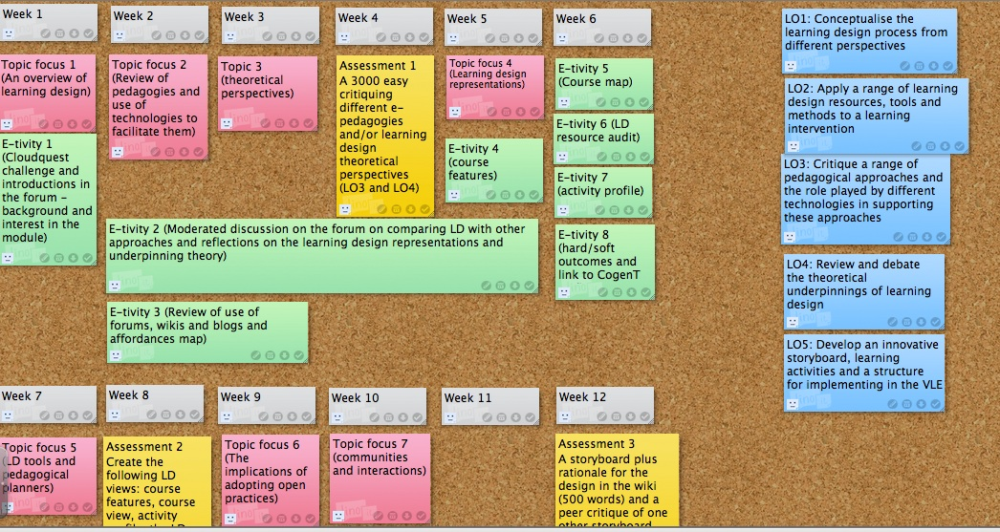 Week 1
Week 2
Week 3
Week 4
Week 5
Week 6
Topic focus 1
(An overview of
learning design)
Topic focus 2
(Review of
pedagogies and
use of
technologies to
facilitate them)
Topic 3
(theoretical
perspectives)
Assessment 1
A 3000 easy
critiquing
different e-
pedagogies
and/or learning
design
theoretical
perspectives
(LO3 and LO4)
Topic focus 4
(Learning design
representations)
E-tivity 5
(Course map)
E-tivity 6 (LD
resource audit)
E-tivity 7
(activity profile)
E-tivity 8
(hard/soft
outcomes and
link to CogenT
E-tivity 1
(Cloudquest
challenge and
introductions in
the forum –
background and
interest in the
module)
E-tivity 4
(course
features)
E-tivity 2 (Moderated discussion on the forum on comparing LD with other
approaches and reflections on the learning design representations and
underpinning theory)
E-tivity 3 (Review of use of
forums, wikis and blogs and
affordances map)
LO1: Conceptualise the
learning design process from
different perspectives
LO2: Apply a range of learning
design resources, tools and
methods to a learning
intervention
LO3: Critique a range of
pedagogical approaches and
the role played by different
technologies in supporting
these approaches
LO4: Review and debate
the theoretical
underpinnings of learning
design
LO5: Develop an innovative
storyboard, learning
activities and a structure
for implementing in the VLE
Week 7
Week 8
Week 9
Week 10
Week 11
Week 12
Topic focus 5
(LD tools and
pedagogical
planners)
Assessment 2
Create the
following LD
views: course
features, course
view, activity
Topic focus 6
(The
implications of
adopting open
practices)
Topic focus 7
(communities
and interactions)
Assessment 3
A storyboard plus
rationale for the
design in the wiki
(500 words) and a
peer critique of one
other storyboard